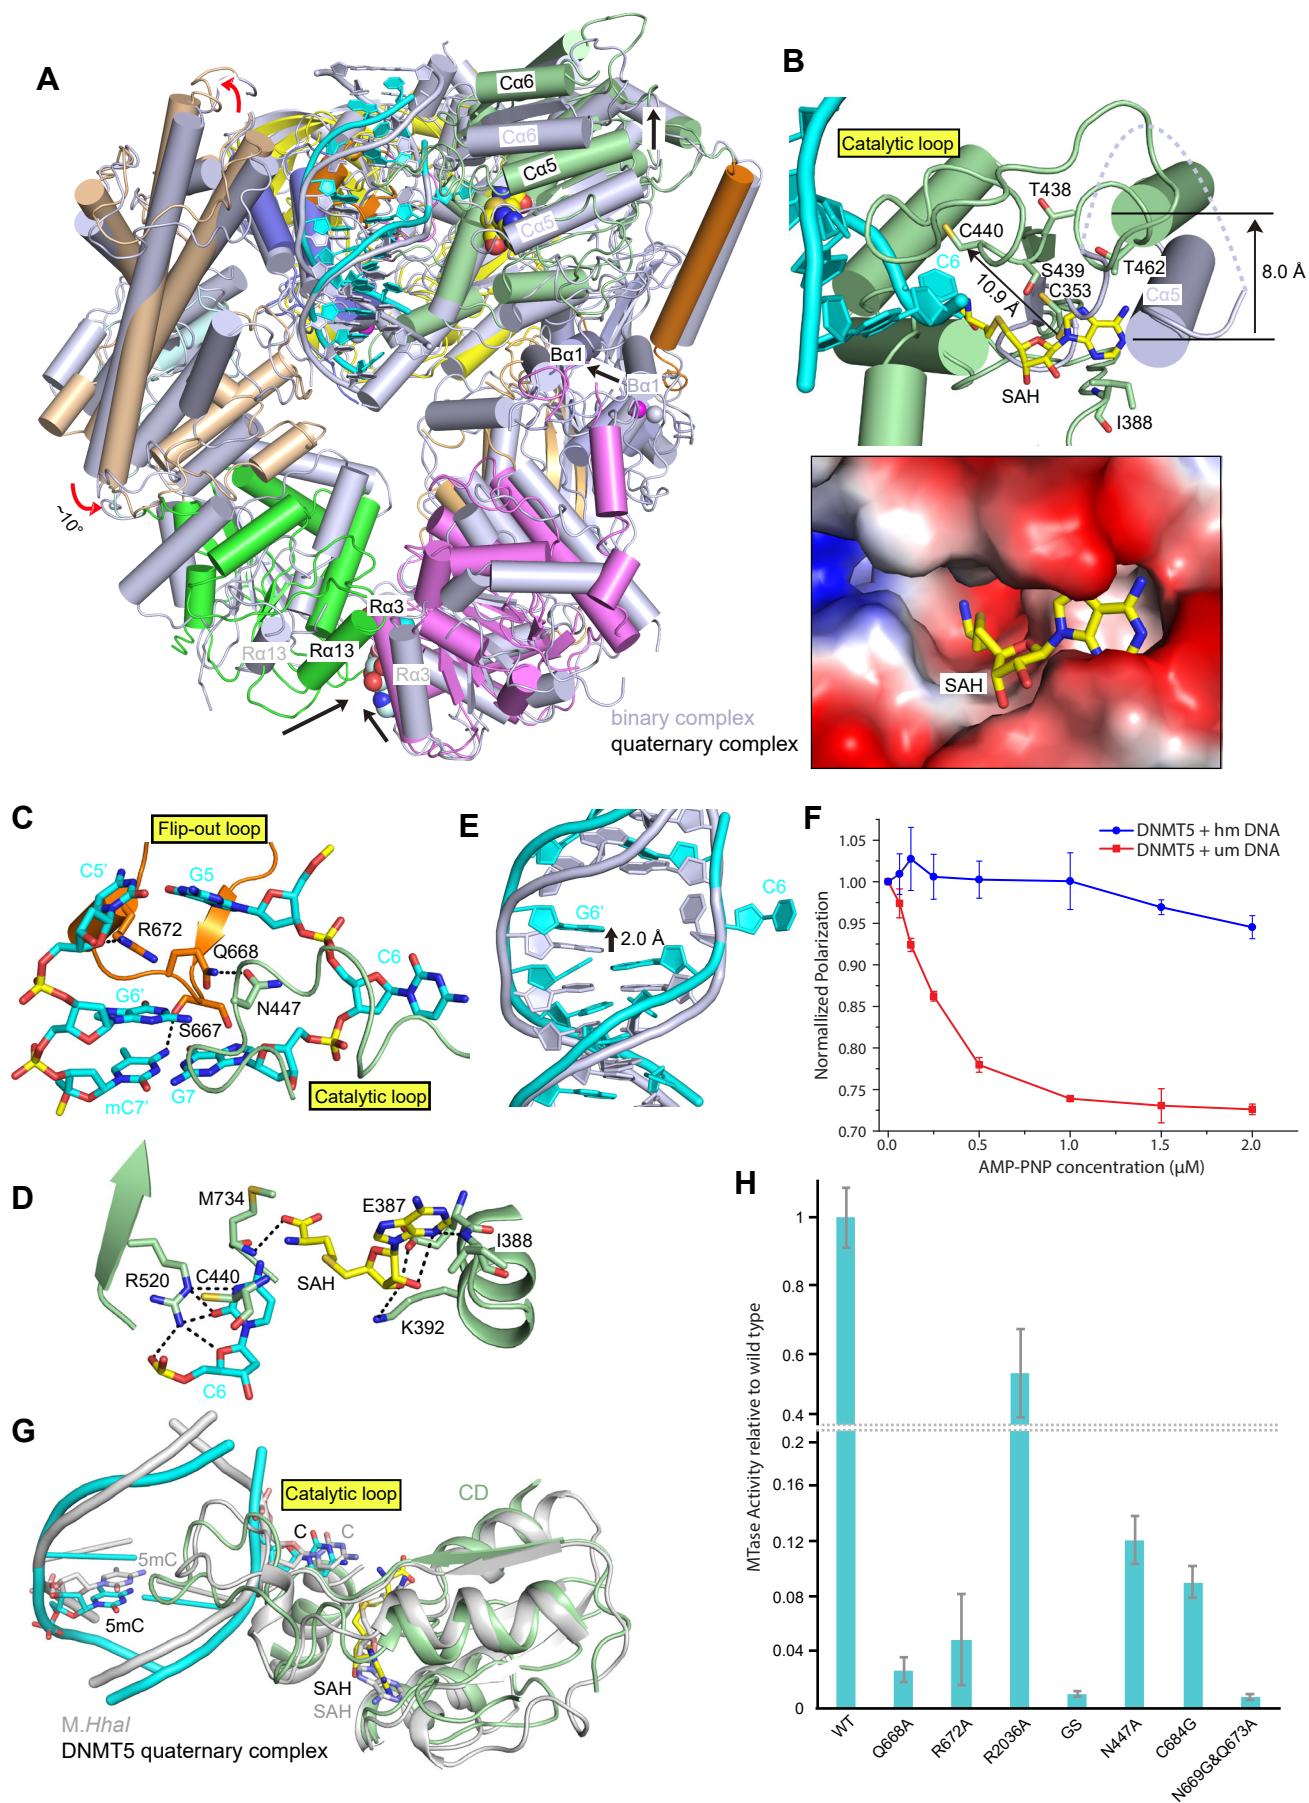 A
Cα6
Cα6
Cα5
Cα5
Bα1
Bα1
~10°
Rα3
Rα13
Rα13
Rα3
binary complex
quaternary complex
B
Catalytic loop
T438
C440
C6
S439
T462
C353
Cα5
10.9 Å
8.0 Å
SAH
I388
SAH
C
Flip-out loop
C5'
G5
R672
Q668
C6
G6'
N447
S667
mC7'
G7
Catalytic loop
D
M734
E387
I388
R520
C440
SAH
K392
C6
E
C6
G6'
2.0 Å
F
DNMT5 + hm DNA
DNMT5 + um DNA
Normallized Polarization
1.05
1.00
0.95
0.90
0.85
0.80
0.75
0.70
0.0
0.5
1.0
1.5
2.0
AMP-PNP concentration (μM)
G
Catalytic loop
CD
C
C
5mC
5mC
SAH
SAH
M.HhaI
DNMT5 quaternary complex
H
MTase Activity relative to wild type
1
0.8
0.6
0.4
0.2
0.16
0.12
0.08
0.04
0
WT
Q668A
R672A
R2036A
GS
N447A
C684G
N669G&Q673A